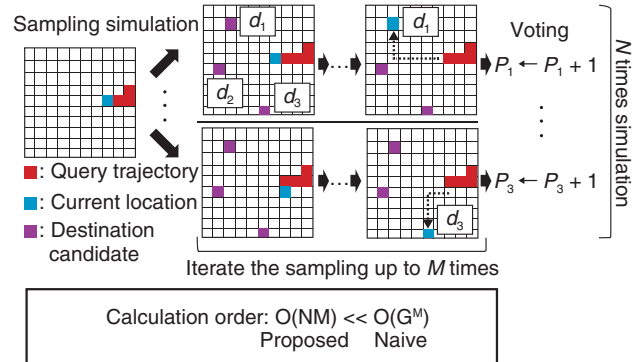 Sampling simulation
d1
d2
d3
d1
Voting
P1 ← P1 + 1
N times simulation
P3 ← P3 + 1
d3
: Query trajectory
: Current location
: Destination
candidate
Iterate the sampling up to M times
Calculation order: O(NM) << O(G^M)
Proposed Naive